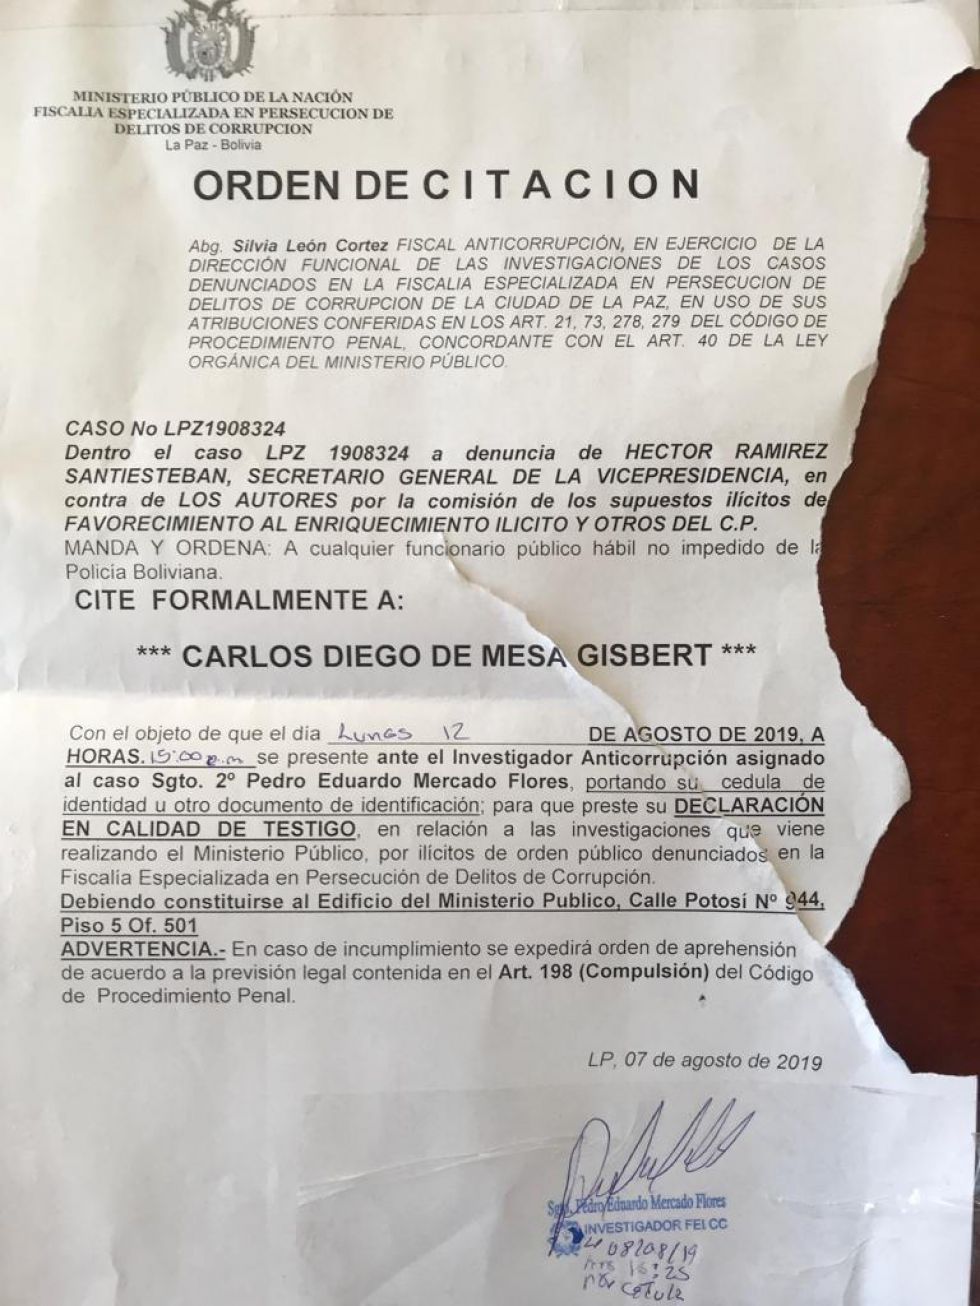 MINISTERIO PÚBLICO DE LA NACIÓN
FISCALIA ESPECIALIZADA EN PERSECUCION DE
DELITOS DE CORRUPCION
La Paz - Bolivia
ORDEN DE C I T A C I O N
Abg. Silvia León Cortez FISCAL ANTICORRUPCIÓN, EN EJERCICIO DE LA
DIRECCIÓN FUNCIONAL DE LAS INVESTIGACIONES DE LOS CASOS
DENUNCIADOS EN LA FISCALIA ESPECIALIZADA EN PERSECUCION DE
DELITOS DE CORRUPCION DE LA CIUDAD DE LA PAZ, EN USO DE SUS
ATRIBUCIONES CONFERIDAS EN LOS ART. 21, 73, 278, 279 DEL CÓDIGO DE
PROCEDIMIENTO PENAL, CONCORDANTE CON EL ART. 40 DE LA LEY
ORGÁNICA DEL MINISTERIO PÚBLICO.
CASO No LPZ1908324
Dentro el caso LPZ 1908324 a denuncia de HECTOR RAMIREZ
SANTIESTEBAN, SECRETARIO GENERAL DE LA VICEPRESIDENCIA, en
contra de LOS AUTORES por la comisión de los supuestos ilícitos de
FAVORECIMIENTO AL ENRIQUECIMIENTO ILICITO Y OTROS DEL C.P.
MANDA Y ORDENA: A cualquier funcionario público hábil no impedido de la
Policía Boliviana.
CITE FORMALMENTE A:
*** CARLOS DIEGO DE MESA GISBERT ***
Con el objeto de que el día Lunes 12 DE AGOSTO DE 2019, A
HORAS. 15:00 p.m se presente ante el Investigador Anticorrupción asignado
al caso Sgto. 2º Pedro Eduardo Mercado Flores, portando su cedula de
identidad u otro documento de identificación; para que preste su DECLARACIÓN
EN CALIDAD DE TESTIGO, en relación a las investigaciones que viene
realizando el Ministerio Público, por ilícitos de orden público denunciados en la
Fiscalía Especializada en Persecución de Delitos de Corrupción.
Debiendo constituirse al Edificio del Ministerio Publico, Calle Potosí Nº 944,
Piso 5 Of. 501
ADVERTENCIA.- En caso de incumplimiento se expedirá orden de aprehensión
de acuerdo a la previsión legal contenida en el Art. 198 (Compulsión) del Código
de Procedimiento Penal.
LP, 07 de agosto de 2019
Sgto. Pedro Eduardo Mercado Flores
INVESTIGADOR FELCC
08/08/19
hrs 15:25
por cedula